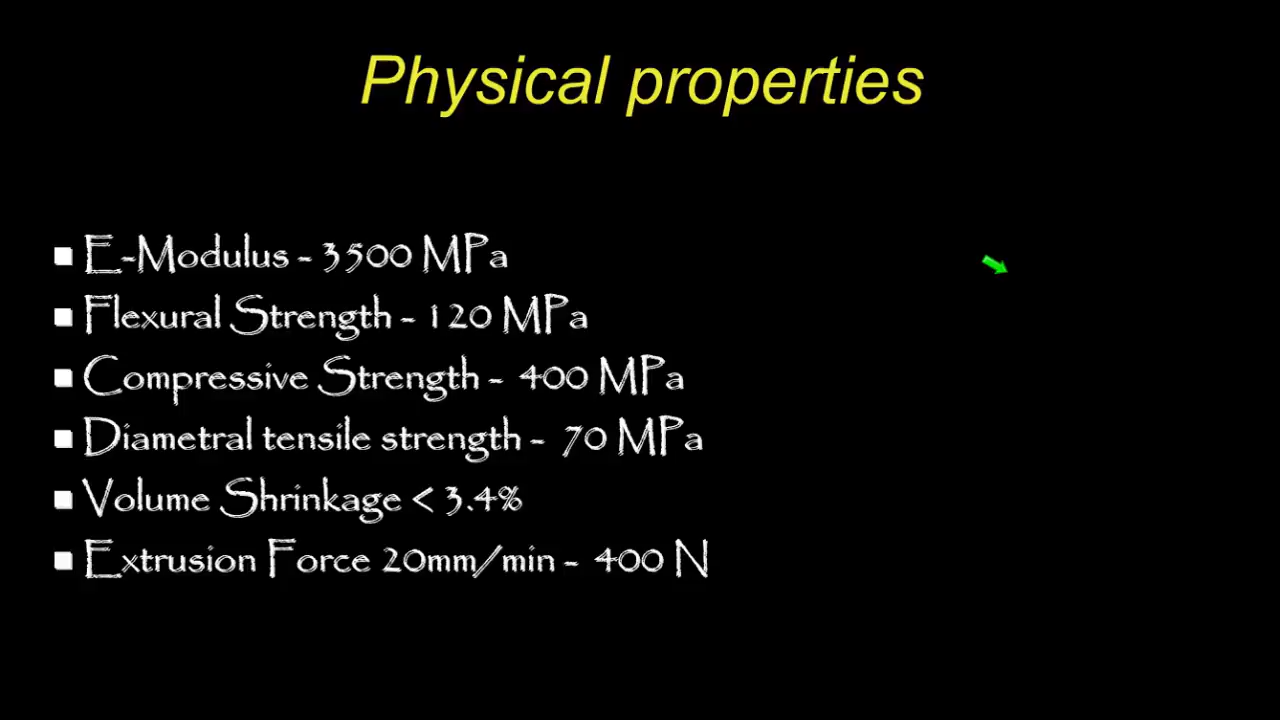 Physical properties
E-Modulus - 3500 MPa
Flexural Strength - 120 MPa
Compressive Strength - 400 MPa
Diametral tensile strength - 70 MPa
Volume Shrinkage < 3.4%
Extrusion Force 20mm/min - 400 N